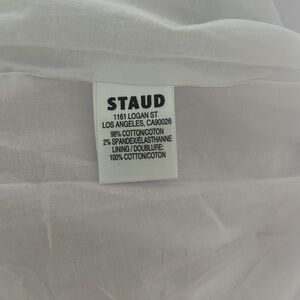 STAUD
1161 LOGAN ST
LOS ANGELES, CA90026
98% COTTON/COTON
2% SPANDEX/ELASTHANNE
LINING / DOUBLURE:
100% COTTON/COTON